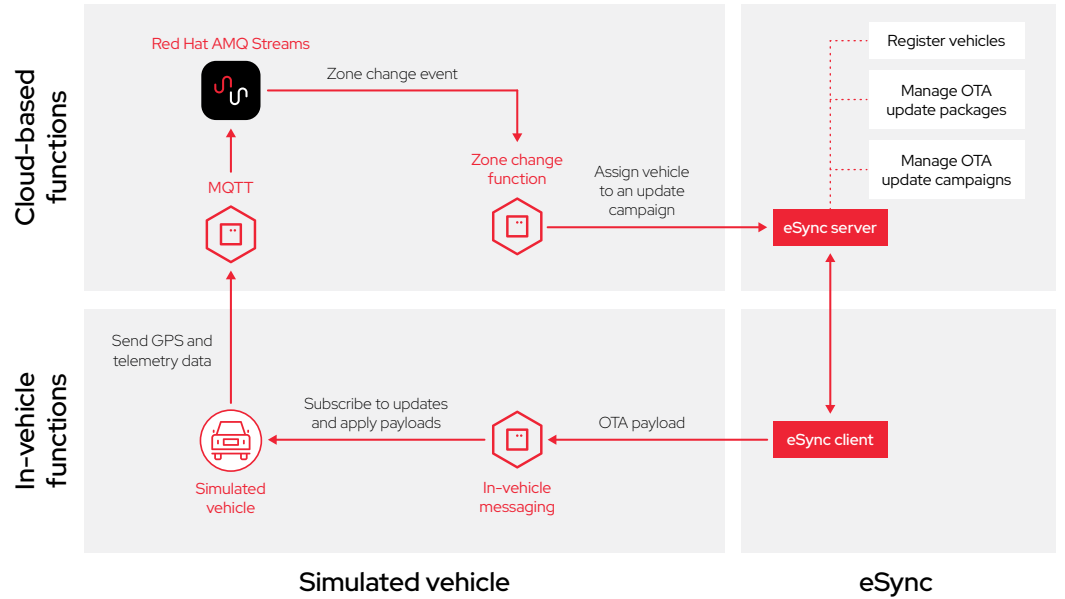 Cloud-based
functions
Red Hat AMQ Streams
Zone change event
MQTT
Zone change
function
Assign vehicle
to an update
campaign
Register vehicles
Manage OTA
update packages
Manage OTA
update campaigns
eSync server
In-vehicle
functions
Send GPS and
telemetry data
Subscribe to updates
and apply payloads
OTA payload
eSync client
Simulated
vehicle
In-vehicle
messaging
Simulated vehicle
eSync